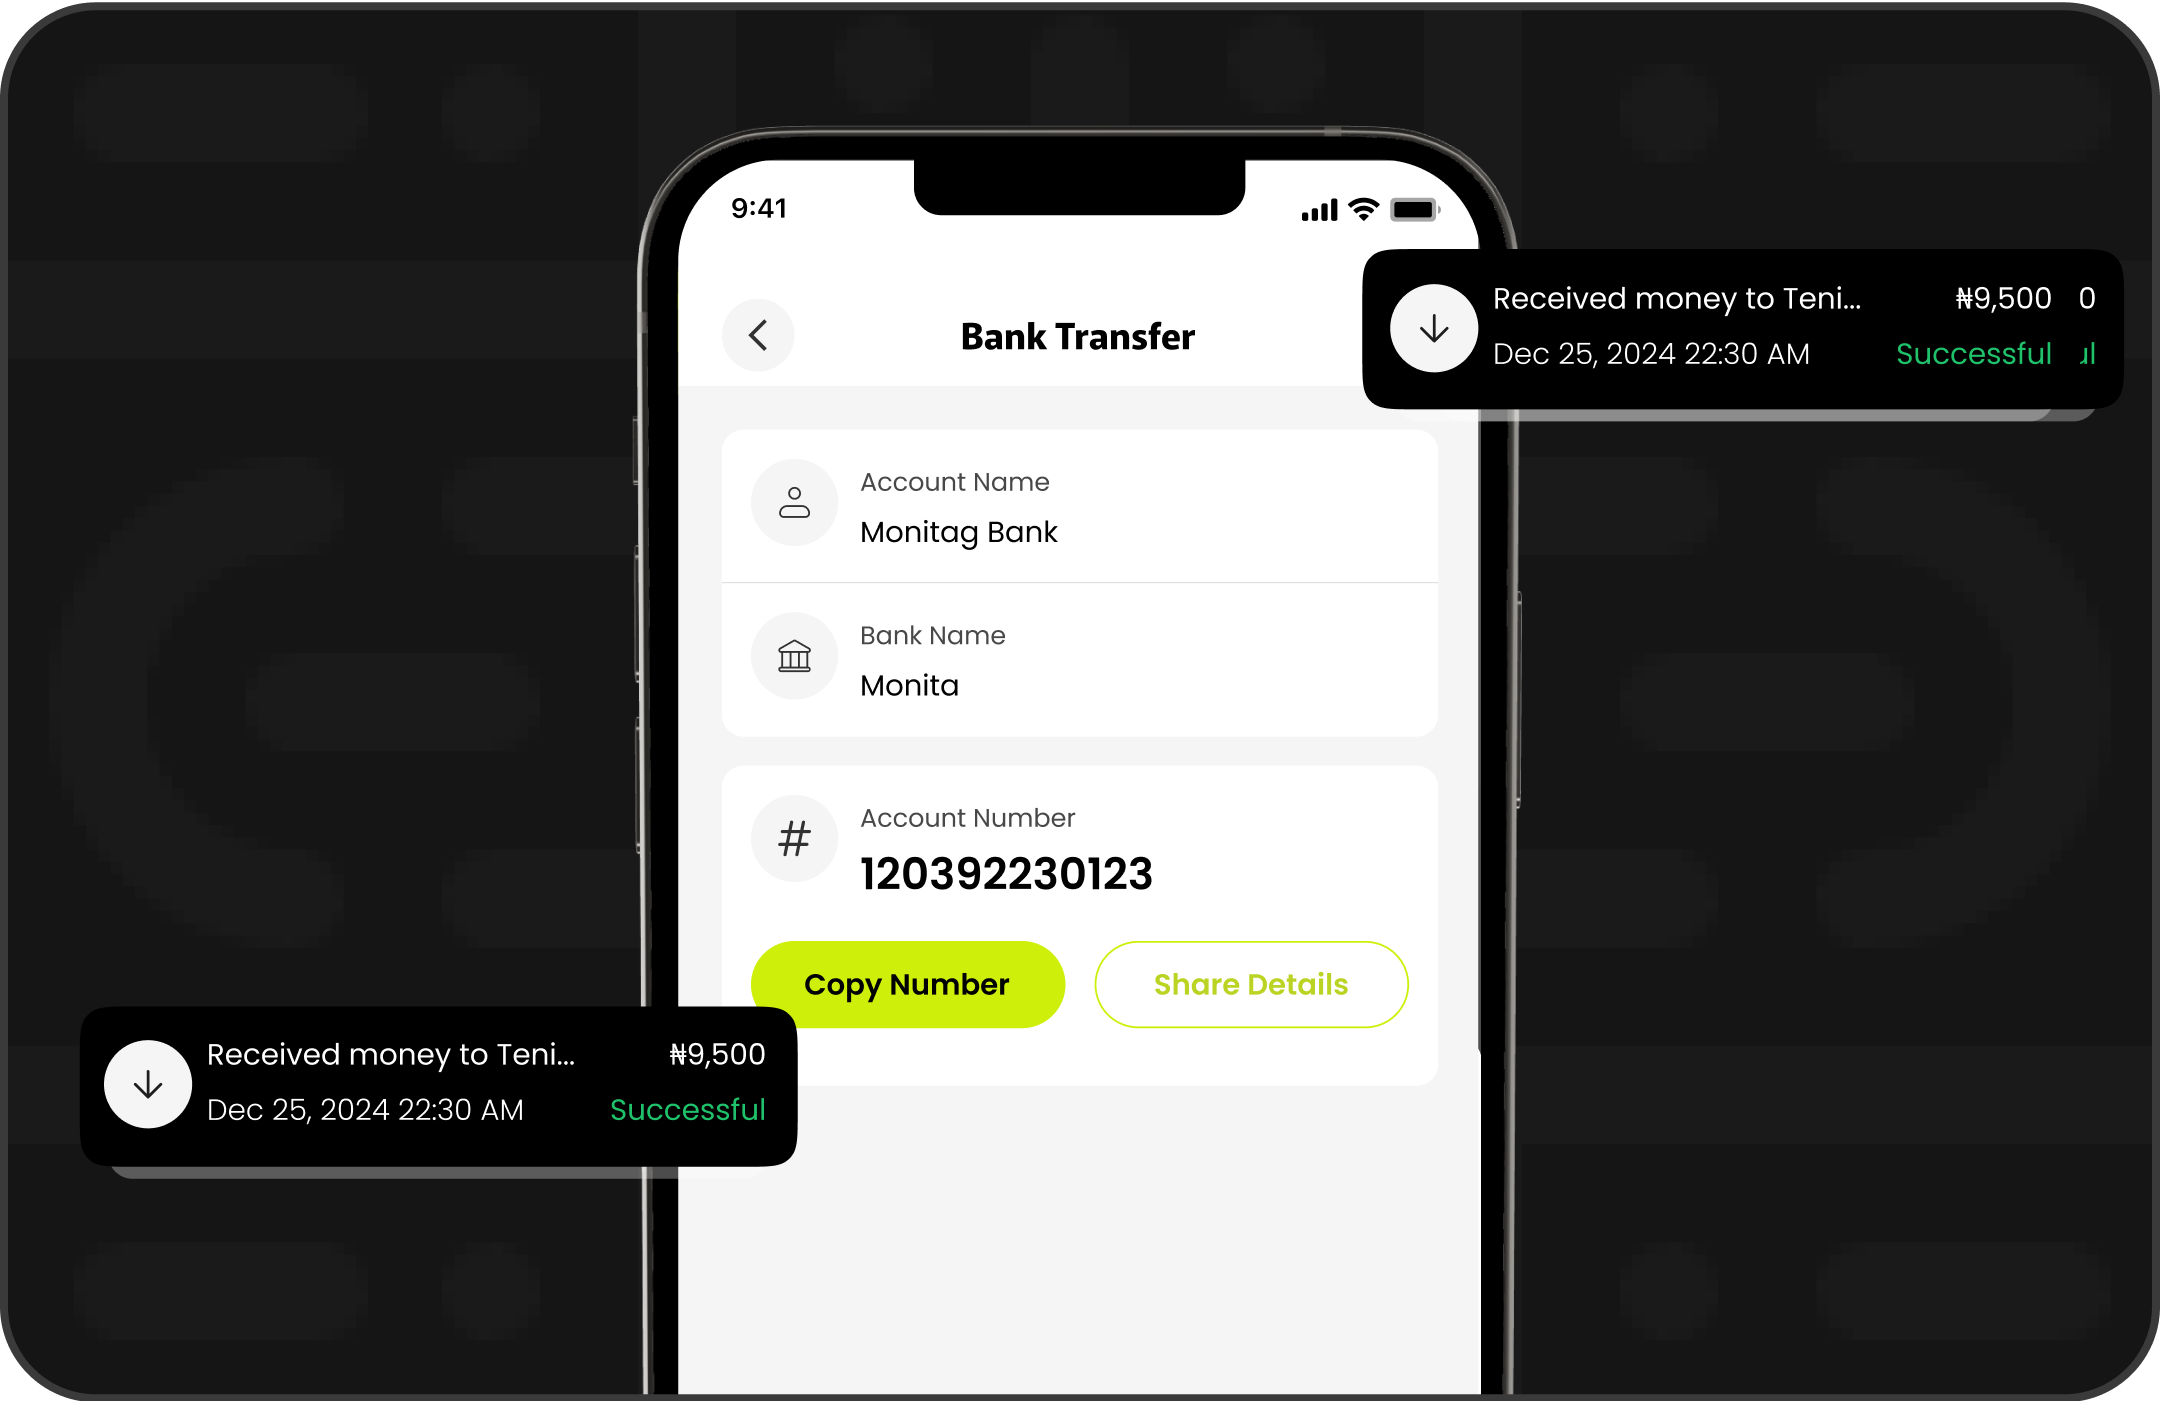 9:41
Bank Transfer
Received money to Teni... ₦9,500 0
Dec 25, 2024 22:30 AM Successful ul
Account Name
Monitag Bank
Bank Name
Monita
Account Number
120392230123
Copy Number Share Details
Received money to Teni... ₦9,500
Dec 25, 2024 22:30 AM Successful